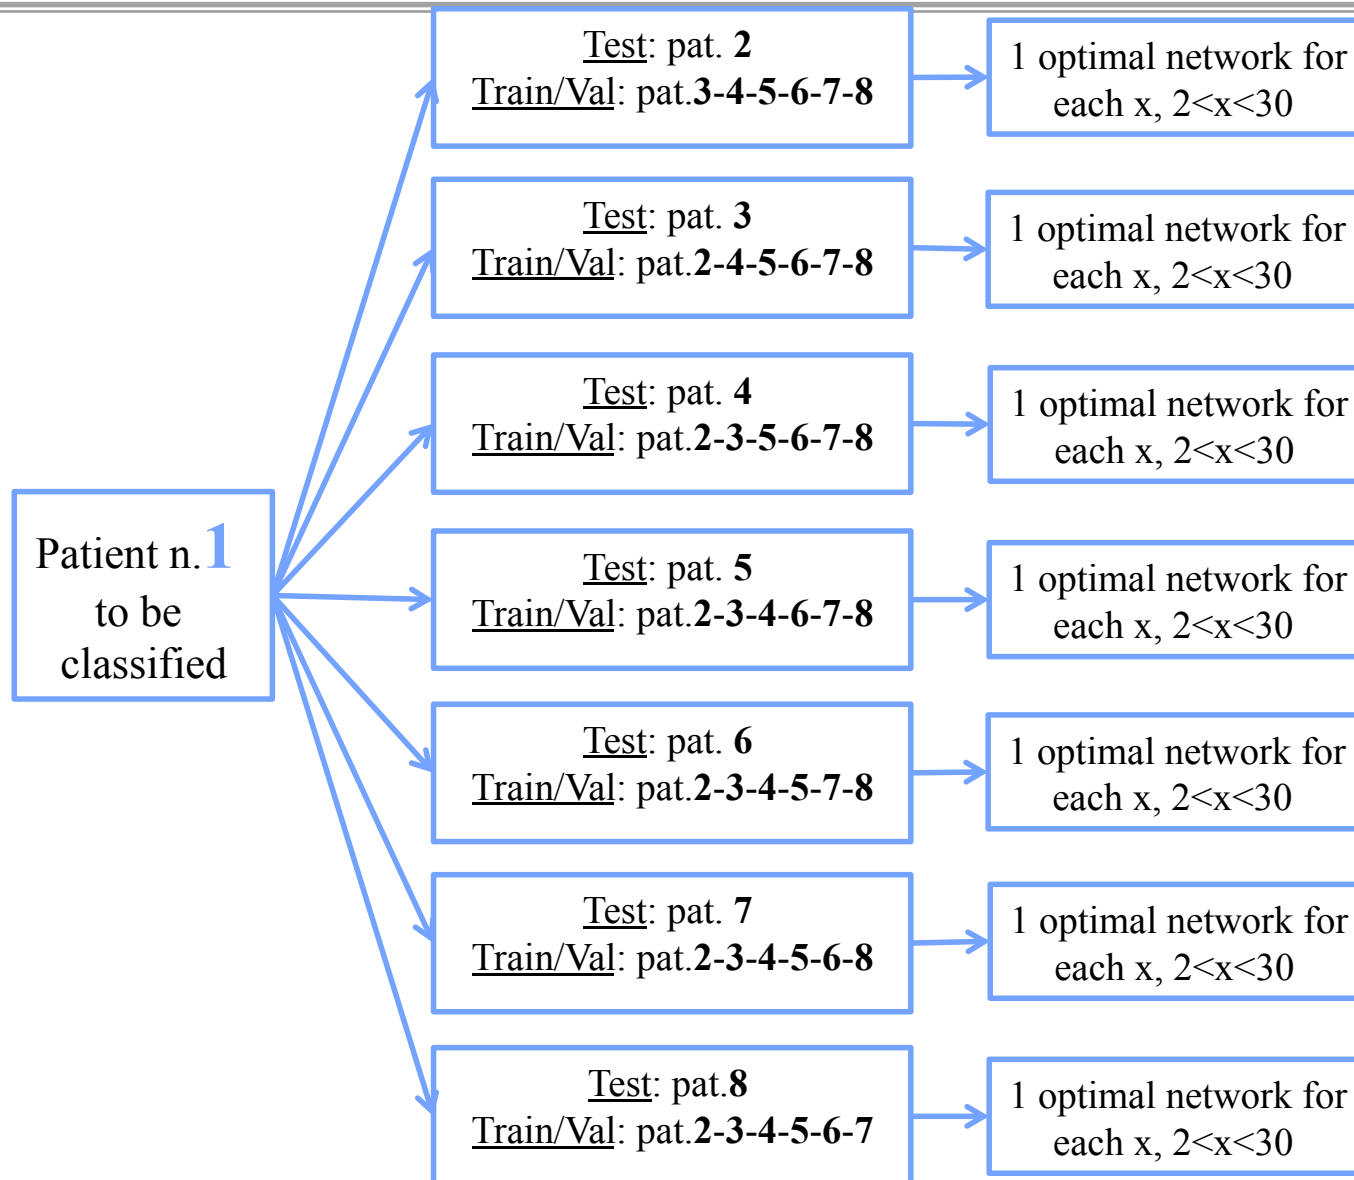 Test: pat. 2
Train/Val: pat.3-4-5-6-7-8
1 optimal network for
each x, 2<x<30
Test: pat. 3
Train/Val: pat.2-4-5-6-7-8
1 optimal network for
each x, 2<x<30
Test: pat. 4
Train/Val: pat.2-3-5-6-7-8
1 optimal network for
each x, 2<x<30
Patient n.1
to be
classified
Test: pat. 5
Train/Val: pat.2-3-4-6-7-8
1 optimal network for
each x, 2<x<30
Test: pat. 6
Train/Val: pat.2-3-4-5-7-8
1 optimal network for
each x, 2<x<30
Test: pat. 7
Train/Val: pat.2-3-4-5-6-8
1 optimal network for
each x, 2<x<30
Test: pat.8
Train/Val: pat.2-3-4-5-6-7
1 optimal network for
each x, 2<x<30